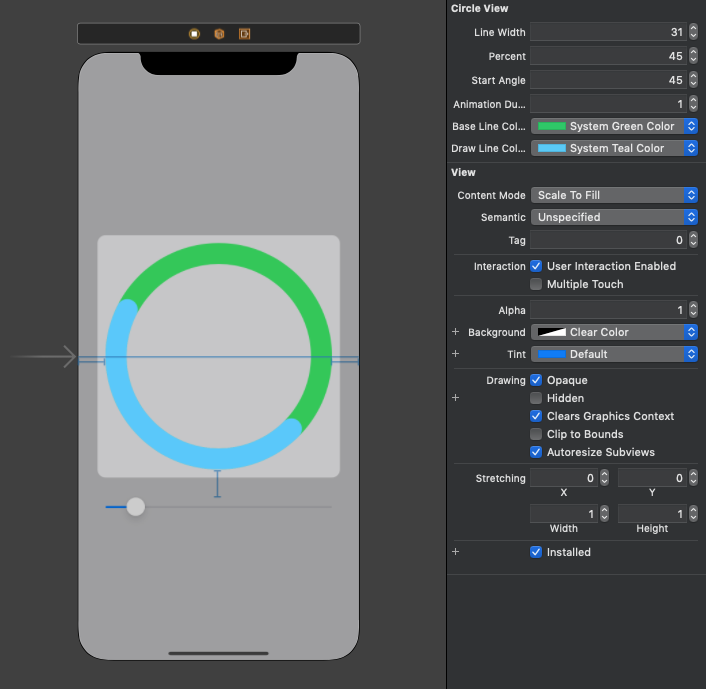 Circle View
Line Width 31
Percent 45
Start Angle 45
Animation Du... 1
Base Line Col... System Green Color
Draw Line Col... System Teal Color
View
Content Mode Scale To Fill
Semantic Unspecified
Tag 0
Interaction User Interaction Enabled
Multiple Touch
Alpha 1
+ Background Clear Color
+ Tint Default
Drawing Opaque
+ Hidden
Clears Graphics Context
Clip to Bounds
Autoresize Subviews
Stretching 0 0
X Y
1 1
Width Height
+ Installed